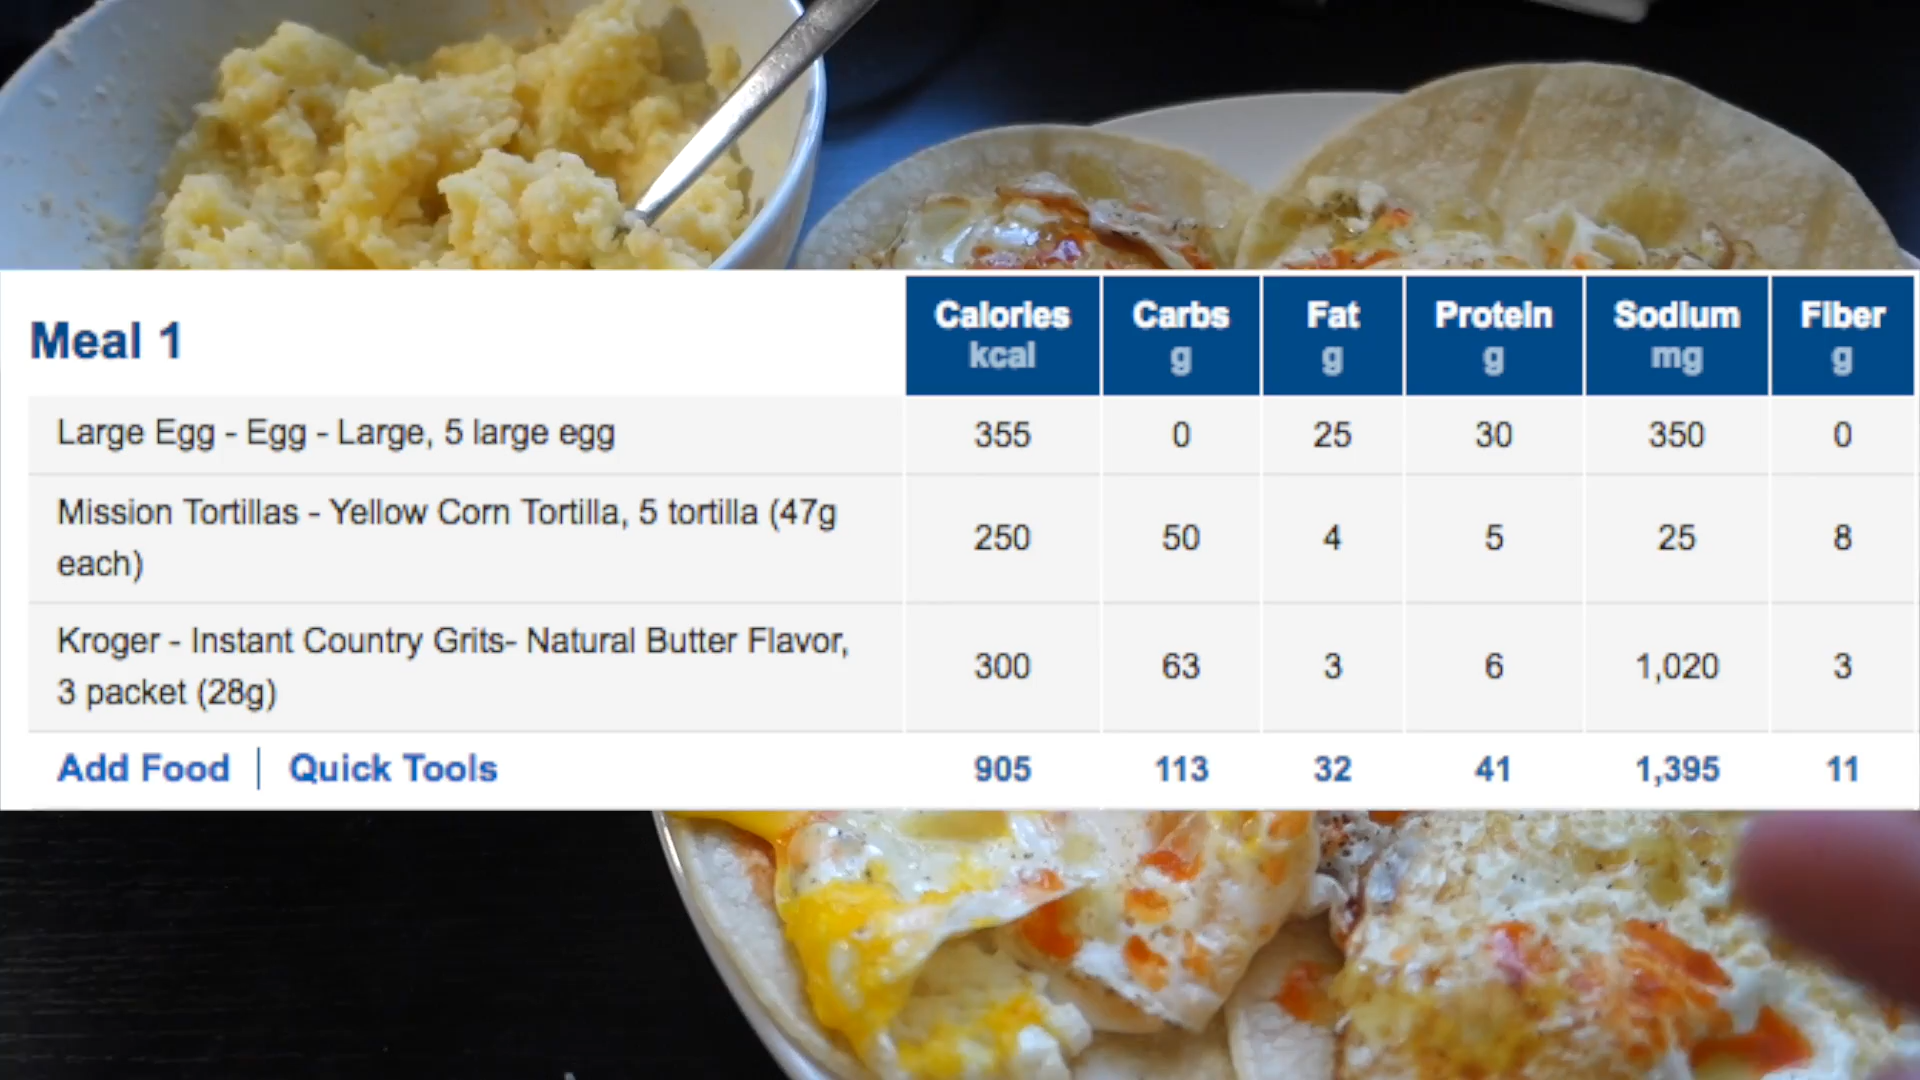 Meal 1
Calories Carbs Fat Protein Sodium Fiber
kcal g g g mg g
Large Egg - Egg - Large, 5 large egg 355 0 25 30 350 0
Mission Tortillas - Yellow Corn Tortilla, 5 tortilla (47g
each) 250 50 4 5 25 8
Kroger - Instant Country Grits- Natural Butter Flavor,
3 packet (28g) 300 63 3 6 1,020 3
Add Food | Quick Tools 905 113 32 41 1,395 11